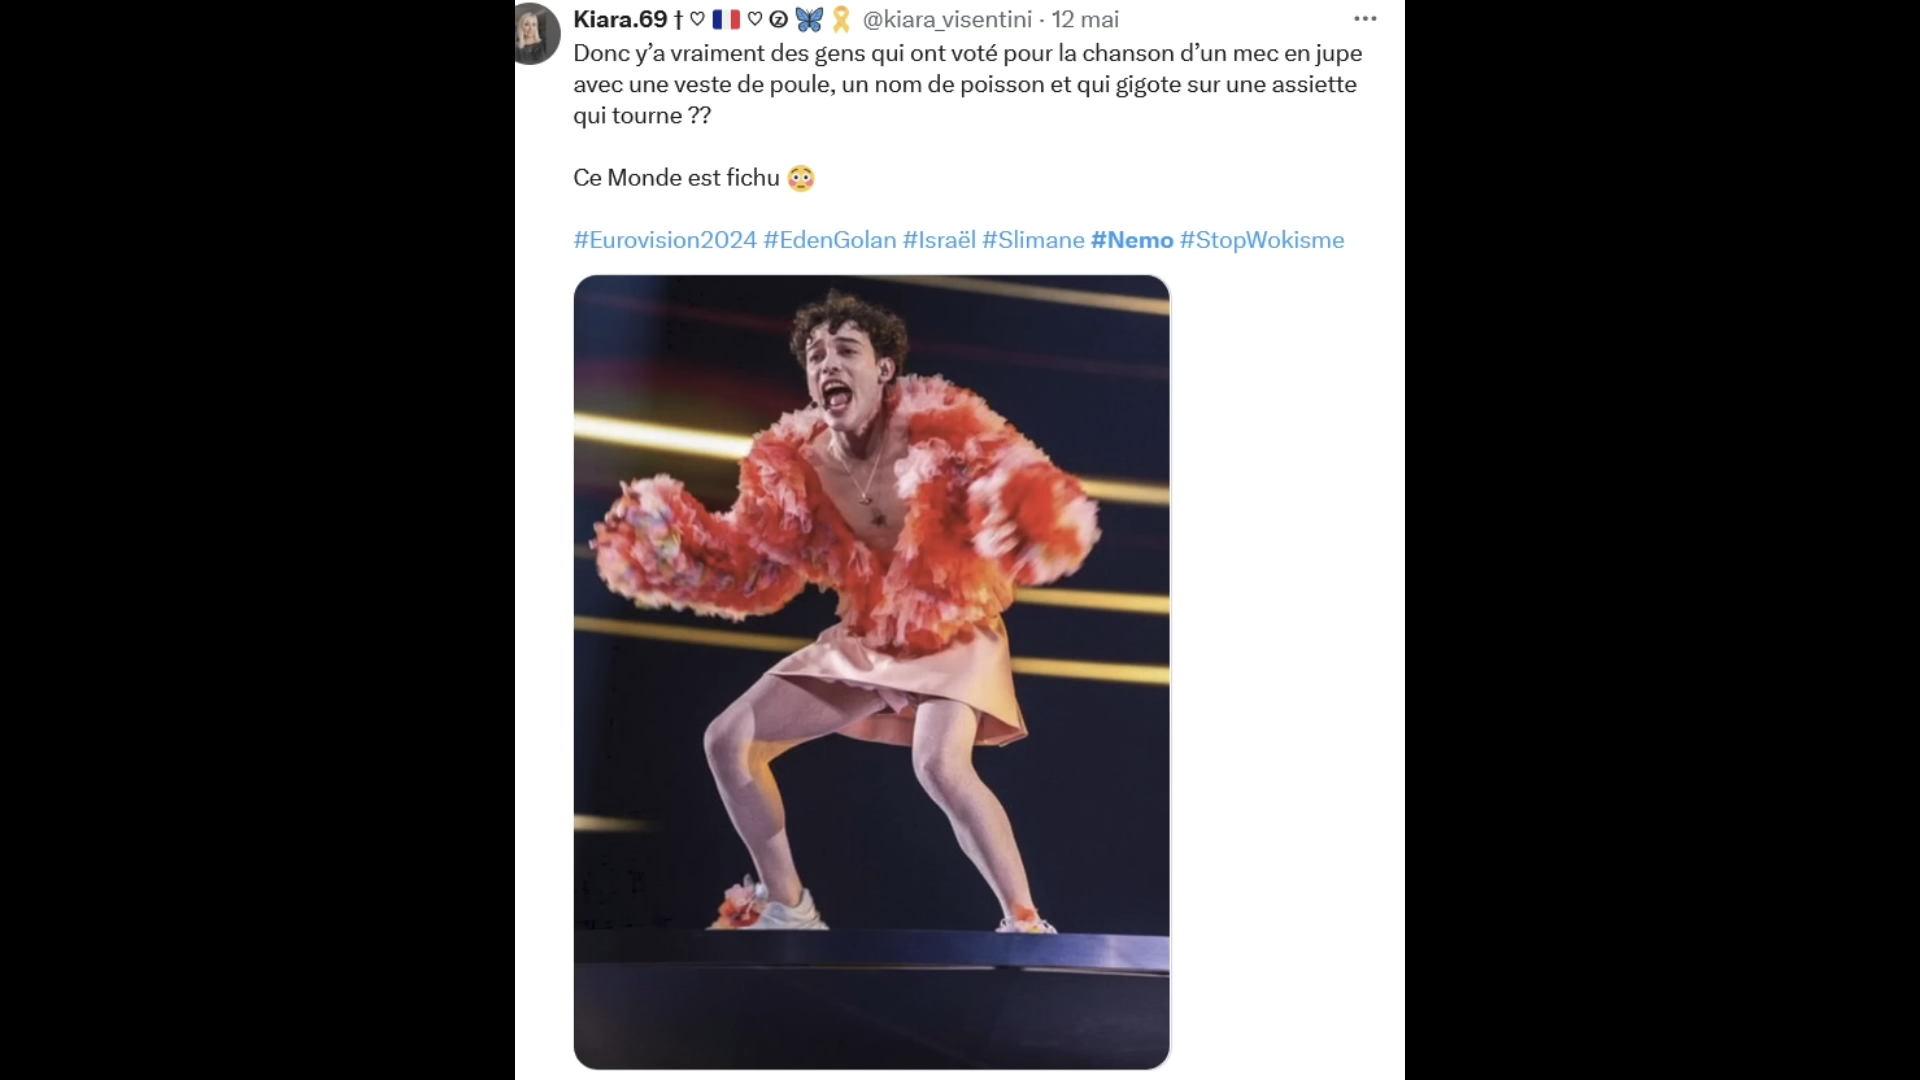 Kiara.69 † ♡ 🇫🇷 ♡ ⓩ 🦋 🎗️ @kiara_visentini · 12 mai
Donc y’a vraiment des gens qui ont voté pour la chanson d’un mec en jupe
avec une veste de poule, un nom de poisson et qui gigote sur une assiette
qui tourne ??
Ce Monde est fichu 😳
#Eurovision2024 #EdenGolan #Israël #Slimane #Nemo #StopWokisme